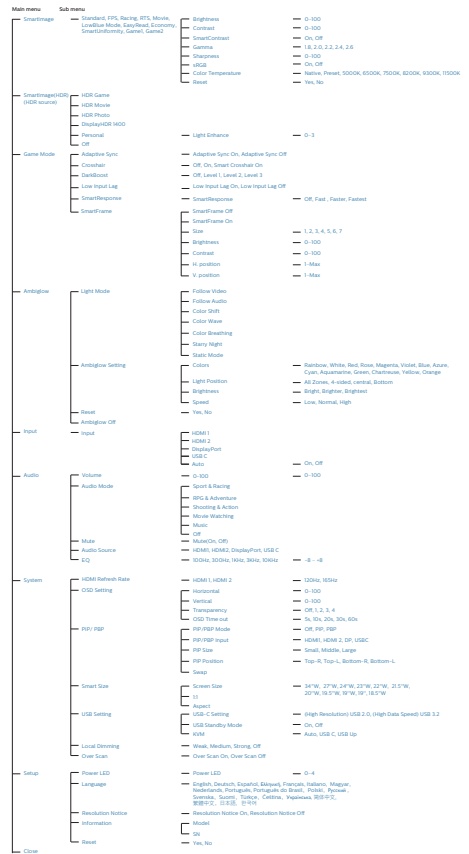 Main menu Sub menu
SmartImage Standard, FPS, Racing, RTS, Movie, Brightness 0-100
LowBlue Mode, EasyRead, Economy, Contrast 0-100
SmartUniformity, Game1, Game2 SmartContrast On, Off
Gamma 1.8, 2.0, 2.2, 2.4, 2.6
Sharpness 0-100
sRGB On, Off
Color Temperature Native, Preset, 5000K, 6500K, 7500K, 8200K, 9300K, 11500K
Reset Yes, No
SmartImage(HDR) HDR Game
(HDR source) HDR Movie
HDR Photo
DisplayHDR 1400
Personal Light Enhance 0-3
Off
Game Mode Adaptive Sync Adaptive Sync On, Adaptive Sync Off
Crosshair Off, On, Smart Crosshair On
DarkBoost Off, Level 1, Level 2, Level 3
Low Input Lag Low Input Lag On, Low Input Lag Off
SmartResponse SmartResponse Off, Fast , Faster, Fastest
SmartFrame SmartFrame Off
SmartFrame On
Size 1, 2, 3, 4, 5, 6, 7
Brightness 0-100
Contrast 0-100
H. position 1-Max
V. position 1-Max
Ambiglow Light Mode Follow Video
Follow Audio
Color Shift
Color Wave
Color Breathing
Starry Night
Static Mode
Ambiglow Setting Colors Rainbow, White, Red, Rose, Magenta, Violet, Blue, Azure,
Cyan, Aquamarine, Green, Chartreuse, Yellow, Orange
Light Position All Zones, 4-sided, central, Bottom
Brightness Bright, Brighter, Brightest
Speed Low, Normal, High
Reset Yes, No
Ambiglow Off
Input Input HDMI 1
HDMI 2
DisplayPort
USB C
Auto On, Off
Audio Volume 0-100 0-100
Audio Mode Sport & Racing
RPG & Adventure
Shooting & Action
Movie Watching
Music
Off
Mute Mute(On, Off)
Audio Source HDMI1, HDMI2, DisplayPort, USB C
EQ 100Hz, 300Hz, 1KHz, 3KHz, 10KHz -8 - +8
System HDMI Refresh Rate HDMI 1, HDMI 2 120Hz, 165Hz
OSD Setting Horizontal 0-100
Vertical 0-100
Transparency Off, 1, 2, 3, 4
OSD Time out 5s, 10s, 20s, 30s, 60s
PIP/ PBP PIP/PBP Mode Off, PIP, PBP
PIP/PBP Input HDMI1, HDMI 2, DP, USBC
PIP Size Small, Middle, Large
PIP Position Top-R, Top-L, Bottom-R, Bottom-L
Swap
Smart Size Screen Size 34"W, 27"W, 24"W, 23"W, 22"W, 21.5"W,
1:1 20"W, 19.5"W, 19"W, 19", 18.5"W
Aspect
USB Setting USB-C Setting (High Resolution) USB 2.0, (High Data Speed) USB 3.2
USB Standby Mode On, Off
KVM Auto, USB C, USB Up
Local Dimming Weak, Medium, Strong, Off
Over Scan Over Scan On, Over Scan Off
Setup Power LED Power LED 0-4
Language English, Deutsch, Español, Ελληνική, Français, Italiano, Magyar,
Nederlands, Português, Português do Brasil, Polski, Русский,
Svenska, Suomi, Türkçe, Čeština, Українська, 简体中文,
繁體中文, 日本語, 한국어
Resolution Notice Resolution Notice On, Resolution Notice Off
Information Model
SN
Reset Yes, No
Close